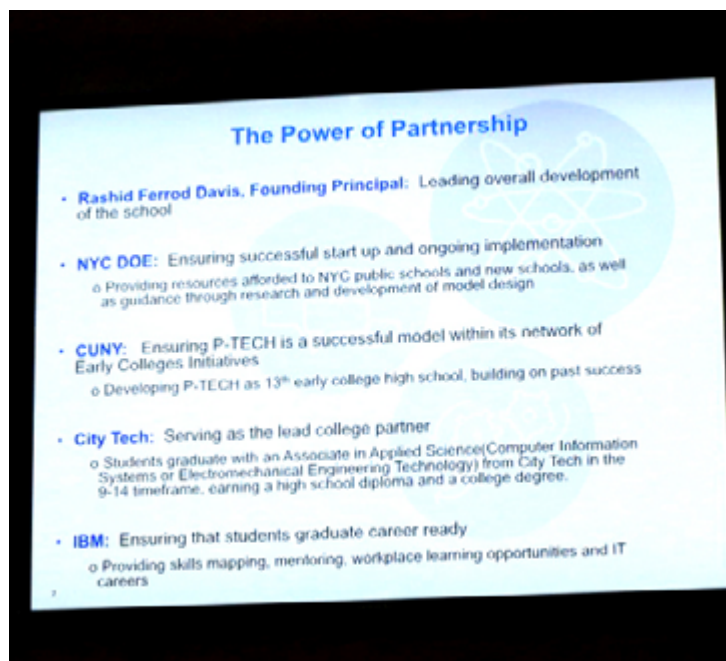 The Power of Partnership
• Rashid Ferrod Davis, Founding Principal: Leading overall development
of the school
• NYC DOE: Ensuring successful start up and ongoing implementation
o Providing resources afforded to NYC public schools and new schools, as well
as guidance through research and development of model design
• CUNY: Ensuring P-TECH is a successful model within its network of
Early Colleges Initiatives
o Developing P-TECH as 13th early college high school, building on past success
• City Tech: Serving as the lead college partner
o Students graduate with an Associate in Applied Science(Computer Information
Systems or Electromechanical Engineering Technology) from City Tech in the
9-14 timeframe, earning a high school diploma and a college degree.
• IBM: Ensuring that students graduate career ready
o Providing skills mapping, mentoring, workplace learning opportunities and IT
careers